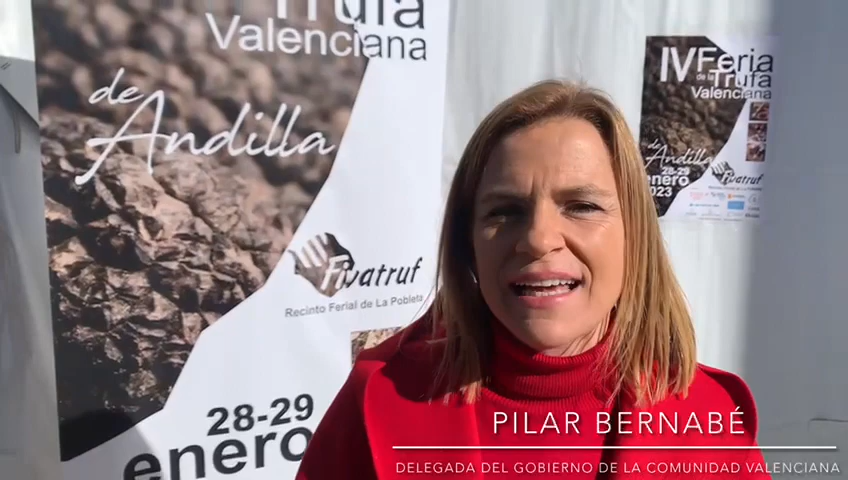 Trufa
Valenciana
de Andilla
Fivatruf
Recinto Ferial de La Pobleta
28-29
enero
IV Feria
de la
Trufa
Valenciana
de Andilla
28-29
enero
2023
Fivatruf
PILAR BERNABÉ
DELEGADA DEL GOBIERNO DE LA COMUNIDAD VALENCIANA